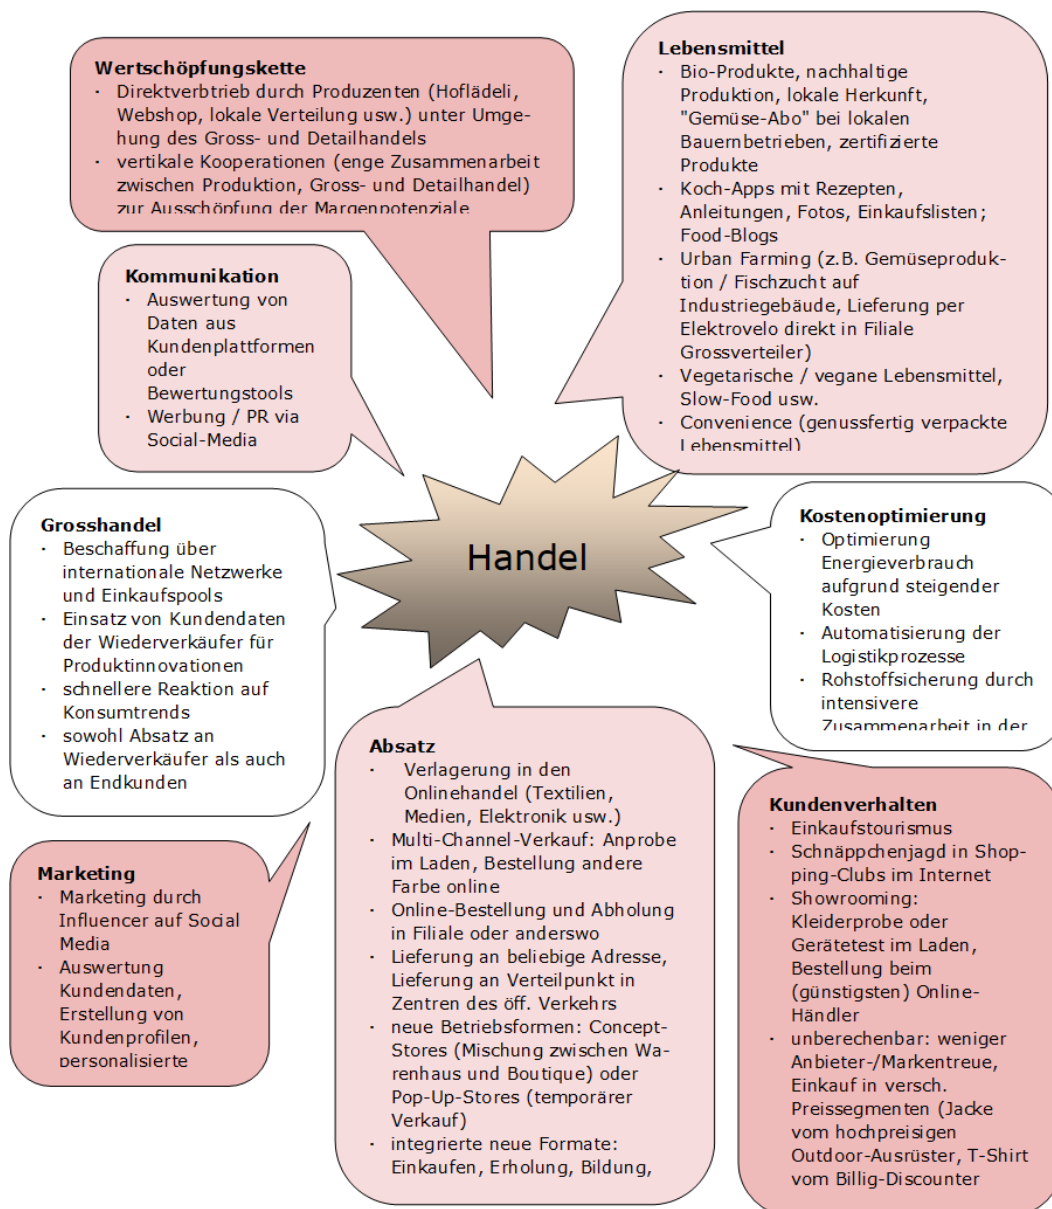 Wertschöpfungskette
· Direktverbtrieb durch Produzenten (Hoflädeli,
Webshop, lokale Verteilung usw.) unter Umge-
hung des Gross- und Detailhandels
· vertikale Kooperationen (enge Zusammenarbeit
zwischen Produktion, Gross- und Detailhandel)
zur Ausschöpfung der Margenpotenziale
Lebensmittel
· Bio-Produkte, nachhaltige
Produktion, lokale Herkunft,
"Gemüse-Abo" bei lokalen
Bauernbetrieben, zertifizierte
Produkte
· Koch-Apps mit Rezepten,
Anleitungen, Fotos, Einkaufslisten;
Food-Blogs
· Urban Farming (z.B. Gemüseproduk-
tion / Fischzucht auf
Industriegebäude, Lieferung per
Elektrovelo direkt in Filiale
Grossverteiler)
· Vegetarische / vegane Lebensmittel,
Slow-Food usw.
· Convenience (genussfertig verpackte
Lebensmittel)
Kommunikation
· Auswertung von
Daten aus
Kundenplattformen
oder
Bewertungstools
· Werbung / PR via
Social-Media
Handel
Grosshandel
· Beschaffung über
internationale Netzwerke
und Einkaufspools
· Einsatz von Kundendaten
der Wiederverkäufer für
Produktinnovationen
· schnellere Reaktion auf
Konsumtrends
· sowohl Absatz an
Wiederverkäufer als auch
an Endkunden
Kostenoptimierung
· Optimierung
Energieverbrauch
aufgrund steigender
Kosten
· Automatisierung der
Logistikprozesse
· Rohstoffsicherung durch
intensivere
Zusammenarbeit in der
Absatz
· Verlagerung in den
Onlinehandel (Textilien,
Medien, Elektronik usw.)
· Multi-Channel-Verkauf: Anprobe
im Laden, Bestellung andere
Farbe online
· Online-Bestellung und Abholung
in Filiale oder anderswo
· Lieferung an beliebige Adresse,
Lieferung an Verteilpunkt in
Zentren des öff. Verkehrs
· neue Betriebsformen: Concept-
Stores (Mischung zwischen Wa-
renhaus und Boutique) oder
Pop-Up-Stores (temporärer
Verkauf)
· integrierte neue Formate:
Einkaufen, Erholung, Bildung,
Marketing
· Marketing durch
Influencer auf Social
Media
· Auswertung
Kundendaten,
Erstellung von
Kundenprofilen,
personalisierte
Kundenverhalten
· Einkaufstourismus
· Schnäppchenjagd in Shop-
ping-Clubs im Internet
· Showrooming:
Kleiderprobe oder
Gerätetest im Laden,
Bestellung beim
(günstigsten) Online-
Händler
· unberechenbar: weniger
Anbieter-/Markentreue,
Einkauf in versch.
Preissegmenten (Jacke
vom hochpreisigen
Outdoor-Ausrüster, T-Shirt
vom Billig-Discounter